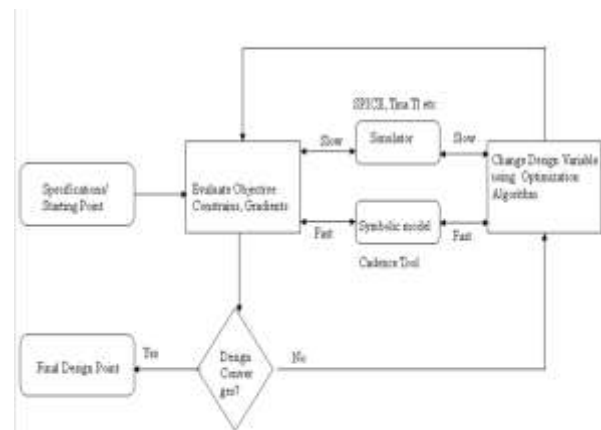 SPICE, Tina TI etc
Slow
Simulator
Slow
Specifications/
Starting Point
Evaluate Objective
Constrains, Gradients
Change Design Variable
using Optimization
Algorithm
Fast
Symbolic model
Fast
Cadence Tool
Final Design Point
Yes
Design
Conver
ges?
No